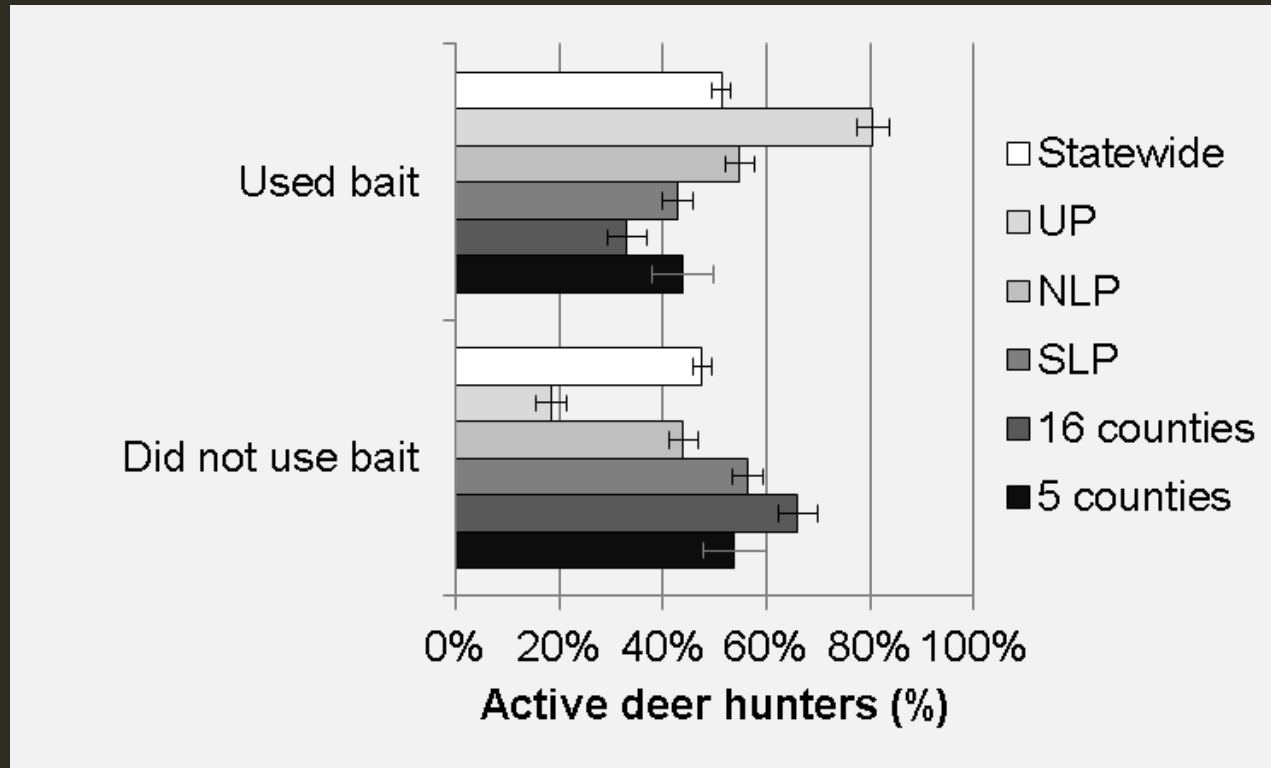 Used bait
Did not use bait
0% 20% 40% 60% 80% 100%
Active deer hunters (%)
Statewide
UP
NLP
SLP
16 counties
5 counties